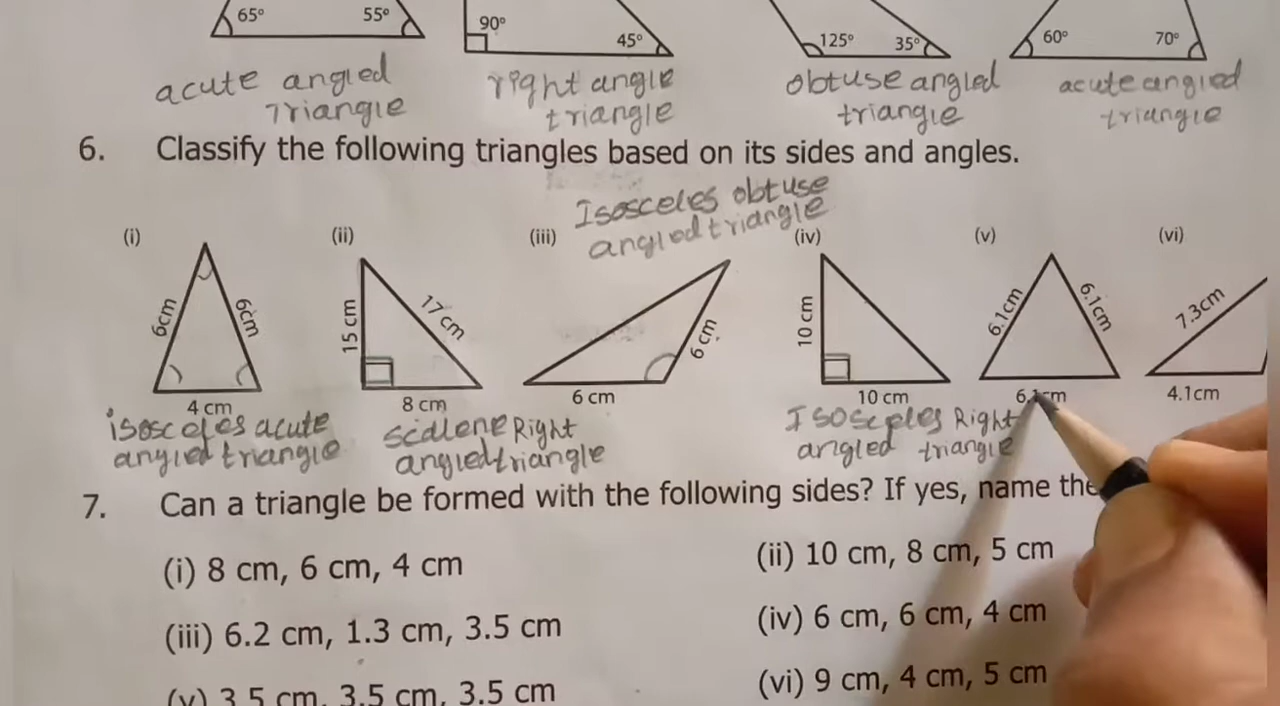 65° 55° 90° 45° 125° 35° 60° 70°
acute angled triangle
right angle triangle
obtuse angled triangle
acute angled triangle
6. Classify the following triangles based on its sides and angles.
Isosceles obtuse
angled triangle
(i) (ii) (iii) (iv) (v) (vi)
6cm 6cm 4 cm
15 cm 17 cm 8 cm
6 cm 6 cm
10 cm 10 cm
6.1cm 6.1cm
7.3cm 4.1cm
isosceles acute
angled triangle
scalene Right
angled triangle
Isosceles Right
angled triangle
7. Can a triangle be formed with the following sides? If yes, name the
(i) 8 cm, 6 cm, 4 cm
(ii) 10 cm, 8 cm, 5 cm
(iii) 6.2 cm, 1.3 cm, 3.5 cm
(iv) 6 cm, 6 cm, 4 cm
(v) 3.5 cm, 3.5 cm, 3.5 cm
(vi) 9 cm, 4 cm, 5 cm